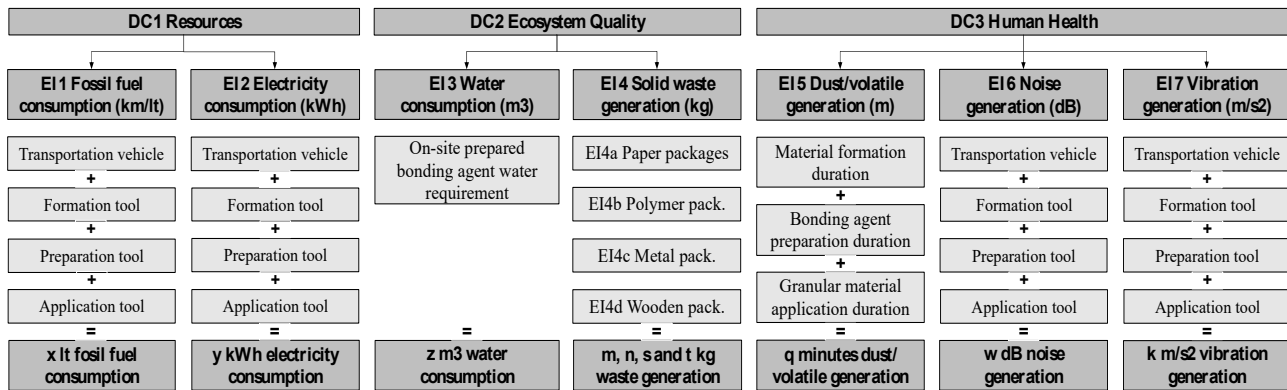 DC1 Resources
EI1 Fossil fuel
consumption (km/lt)
Transportation vehicle
+
Formation tool
+
Preparation tool
+
Application tool
=
x lt fosil fuel
consumption
EI2 Electricity
consumption (kWh)
Transportation vehicle
+
Formation tool
+
Preparation tool
+
Application tool
=
y kWh electricity
consumption
DC2 Ecosystem Quality
EI3 Water
consumption (m3)
On-site prepared
bonding agent water
requirement
=
z m3 water
consumption
EI4 Solid waste
generation (kg)
EI4a Paper packages
EI4b Polymer pack.
EI4c Metal pack.
EI4d Wooden pack.
=
m, n, s and t kg
waste generation
DC3 Human Health
EI5 Dust/volatile
generation (m)
Material formation
duration
+
Bonding agent
preparation duration
+
Granular material
application duration
=
q minutes dust/
volatile generation
EI6 Noise
generation (dB)
Transportation vehicle
+
Formation tool
+
Preparation tool
+
Application tool
=
w dB noise
generation
EI7 Vibration
generation (m/s2)
Transportation vehicle
+
Formation tool
+
Preparation tool
+
Application tool
=
k m/s2 vibration
generation